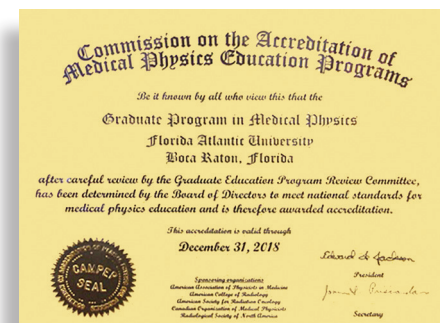 Commission on the Accreditation of
Medical Physics Education Programs
Be it known by all who view this that the
Graduate Program in Medical Physics
Florida Atlantic University
Boca Raton, Florida
after careful review by the Graduate Education Program Review Committee,
has been determined by the Board of Directors to meet national standards for
medical physics education and is therefore awarded accreditation.
This accreditation is valid through
December 31, 2018
CAMPEP
SEAL
President
Sponsoring organizations
American Association of Physicists in Medicine
American College of Radiology
American Society for Radiation Oncology
Canadian Organization of Medical Physicists
Radiological Society of North America
Secretary